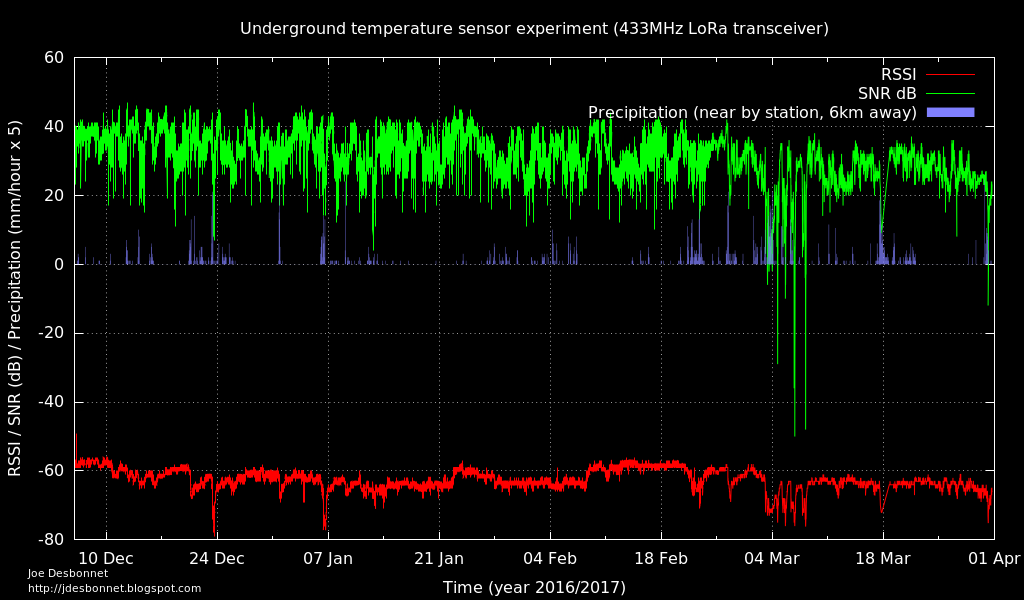 Underground temperature sensor experiment (433MHz LoRa transceiver)
RSSI
SNR dB
Precipitation (near by station, 6km away)
60
40
20
0
-20
-40
-60
-80
RSSI / SNR (dB) / Precipitation (mm/hour x 5)
10 Dec 24 Dec 07 Jan 21 Jan 04 Feb 18 Feb 04 Mar 18 Mar 01 Apr
Time (year 2016/2017)
Joe Desbonnet
http://jdesbonnet.blogspot.com